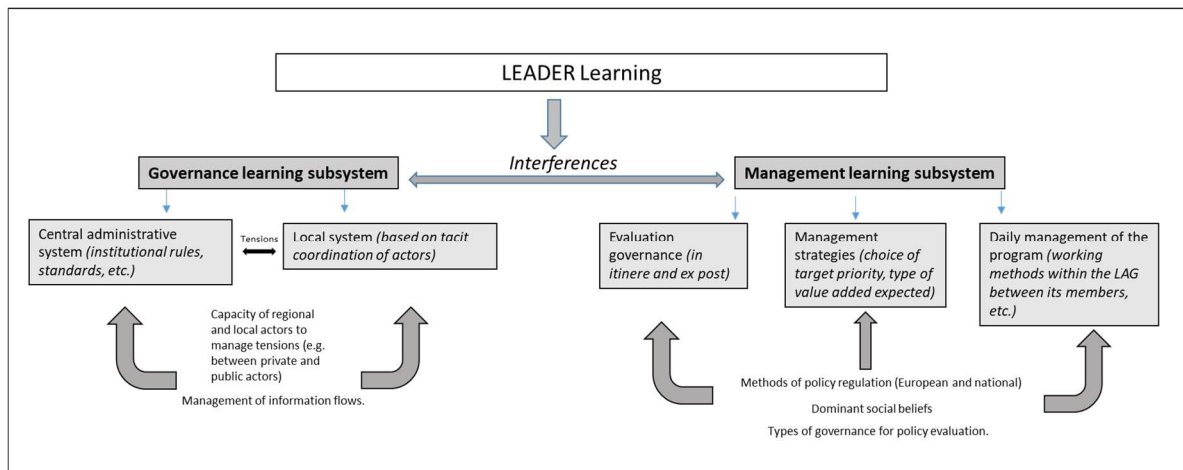 LEADER Learning
Interferences
Governance learning subsystem
Management learning subsystem
Central administrative
system (institutional rules,
standards, etc.)
Tensions
Local system (based on tacit
coordination of actors)
Evaluation
governance (in
itinere and ex post)
Management
strategies (choice of
target priority, type of
value added expected)
Daily management of the
program (working
methods within the LAG
between its members,
etc.)
Capacity of regional
and local actors to
manage tensions (e.g.
between private and
public actors)
Management of information flows.
Methods of policy regulation (European and national)
Dominant social beliefs
Types of governance for policy evaluation.